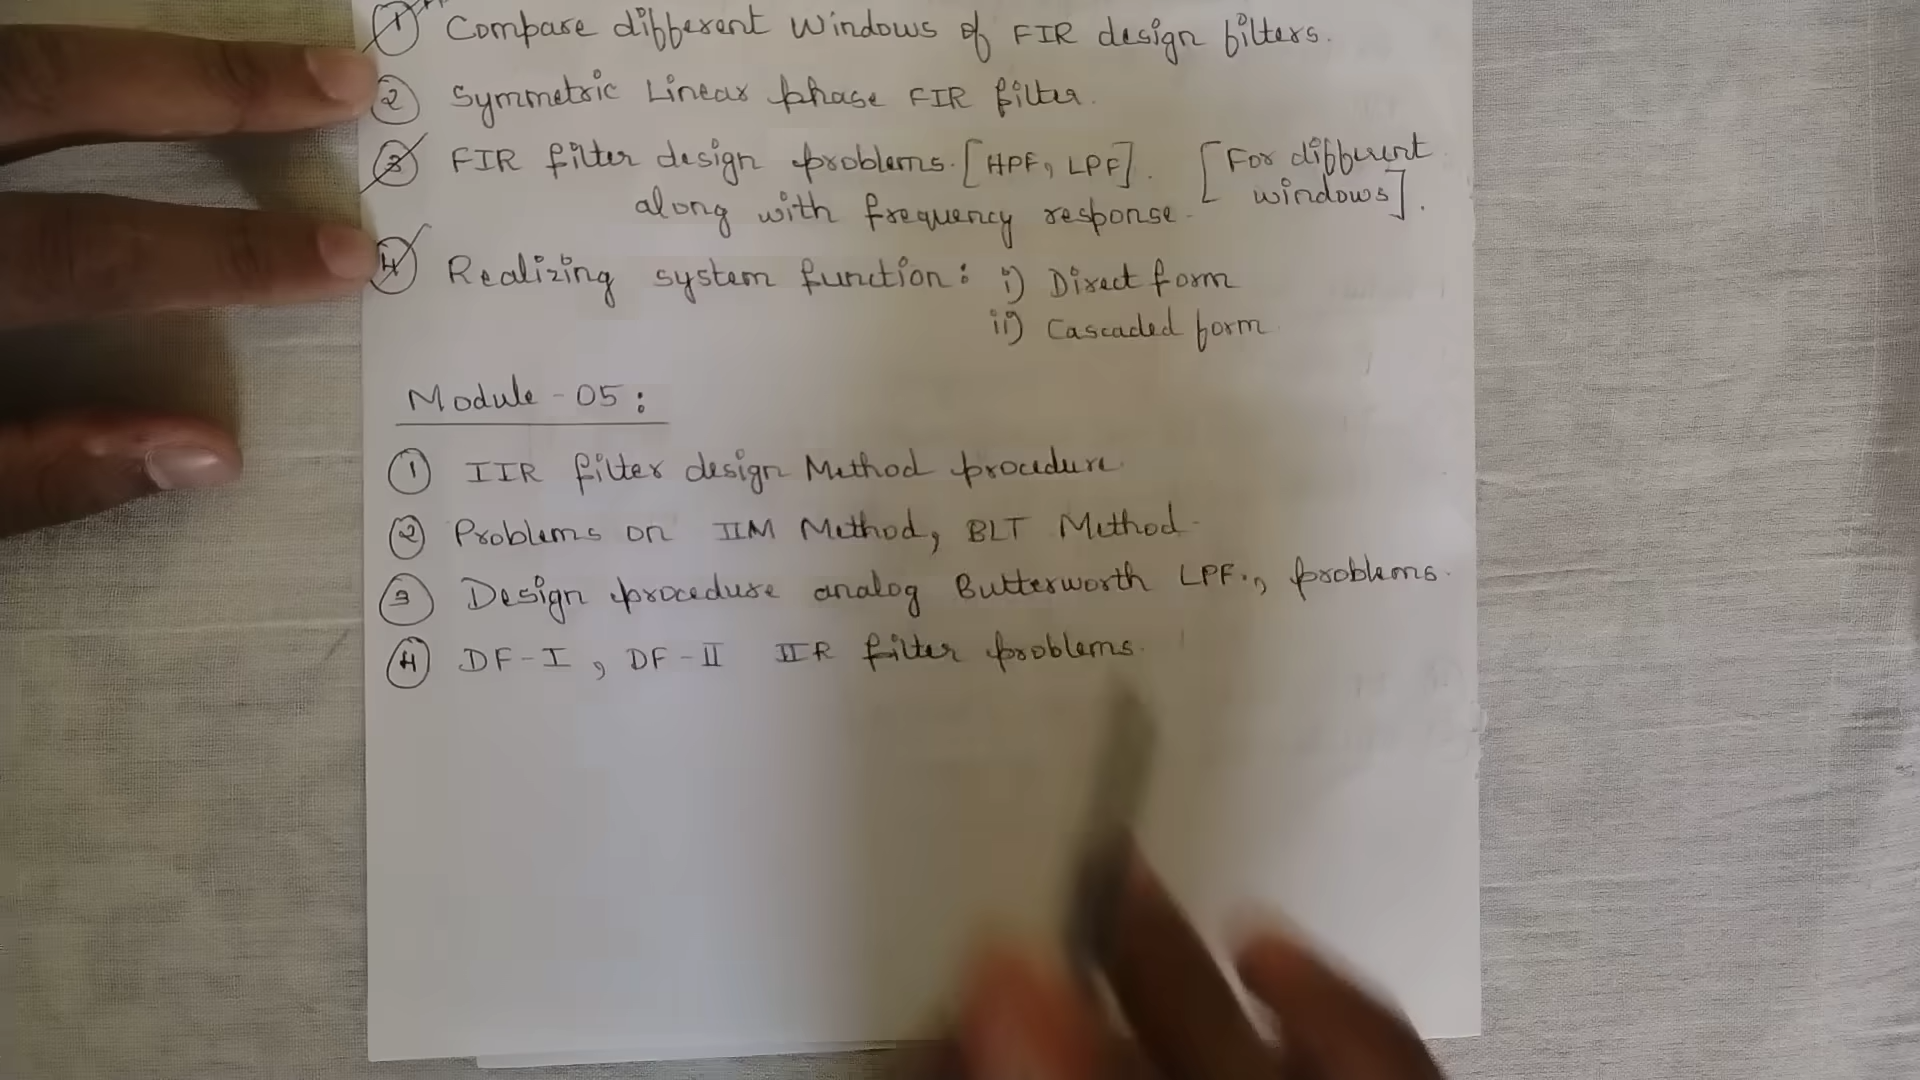 ① Compare different windows of FIR design filters.
② Symmetric Linear phase FIR filter.
③ FIR filter design problems. [HPF, LPF]. [For different
along with frequency response. windows].
④ Realizing system function: i) Direct form
ii) Cascaded form
Module - 05:
① IIR filter design Method procedure.
② Problems on IIM Method, BLT Method.
③ Design procedure analog Butterworth LPF., problems.
④ DF-I, DF-II IIR filter problems.